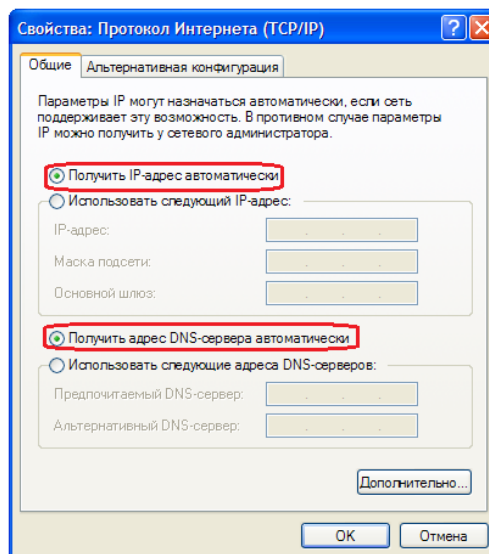 Свойства: Протокол Интернета (TCP/IP)
Общие Альтернативная конфигурация
Параметры IP могут назначаться автоматически, если сеть
поддерживает эту возможность. В противном случае параметры
IP можно получить у сетевого администратора.
Получить IP-адрес автоматически
Использовать следующий IP-адрес:
IP-адрес:
Маска подсети:
Основной шлюз:
Получить адрес DNS-сервера автоматически
Использовать следующие адреса DNS-серверов:
Предпочитаемый DNS-сервер:
Альтернативный DNS-сервер:
Дополнительно...
OK Отмена